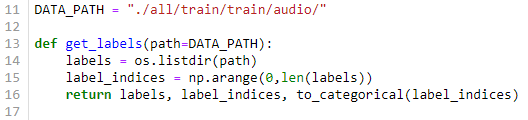 11 DATA_PATH = "./all/train/train/audio/"
12
13 def get_labels(path=DATA_PATH):
14     labels = os.listdir(path)
15     label_indices = np.arange(0,len(labels))
16     return labels, label_indices, to_categorical(label_indices)
17